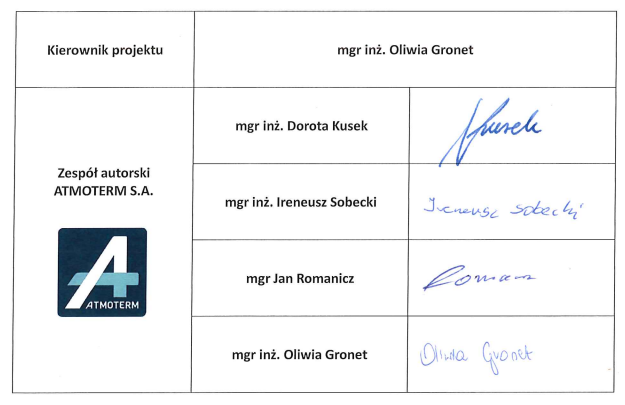 Kierownik projektu
mgr inż. Oliwia Gronet
Zespół autorski
ATMOTERM S.A.
ATMOTERM
mgr inż. Dorota Kusek
Kusek
mgr inż. Ireneusz Sobecki
Ireneusz Sobecki
mgr Jan Romanicz
mgr inż. Oliwia Gronet
Oliwia Gronet